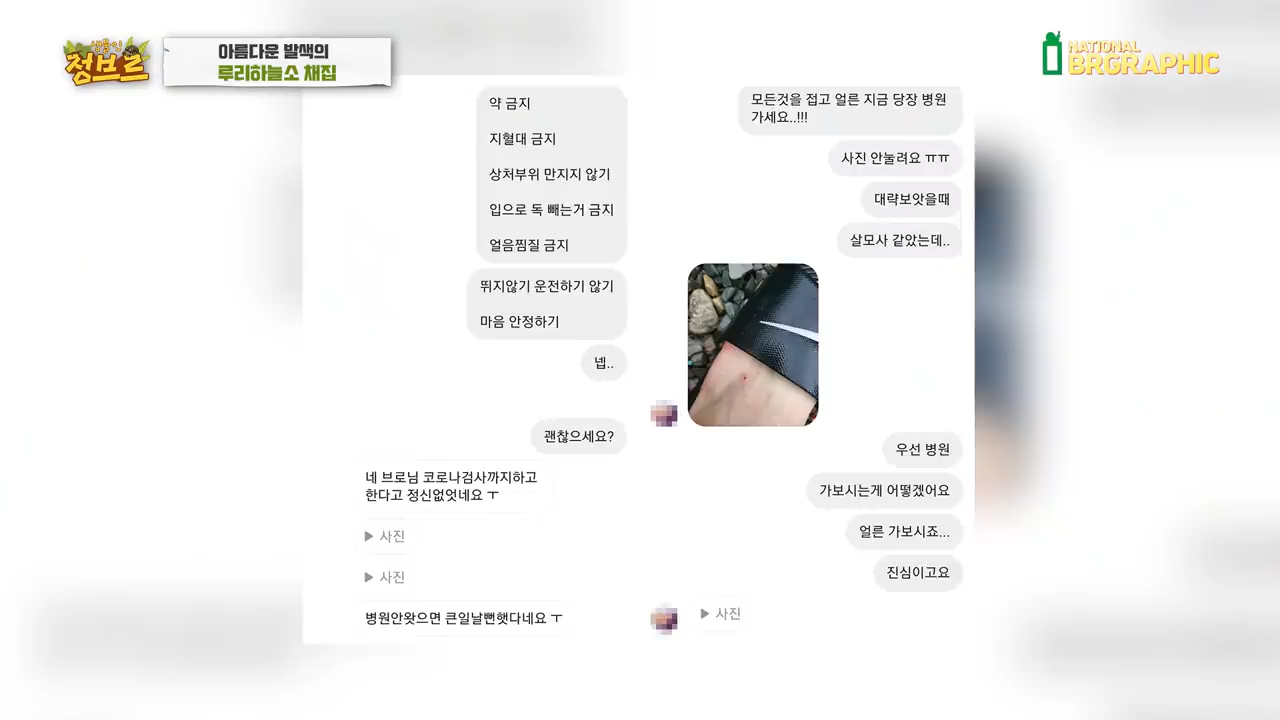 생물인
정브르
아름다운 발색의
루리하늘소 채집
NATIONAL
BRGRAPHIC
약 금지
지혈대 금지
상처부위 만지지 않기
입으로 독 빼는거 금지
얼음찜질 금지
뛰지않기 운전하기 않기
마음 안정하기
넵..
괜찮으세요?
네 브로님 코로나검사까지하고
한다고 정신없엇네요 ㅜ
▶ 사진
▶ 사진
병원안왓으면 큰일날뻔햇다네요 ㅜ
모든것을 접고 얼른 지금 당장 병원
가세요..!!!
사진 안눌려요 ㅠㅠ
대략보앗을때
살모사 같았는데..
우선 병원
가보시는게 어떻겠어요
얼른 가보시죠...
진심이고요
▶ 사진